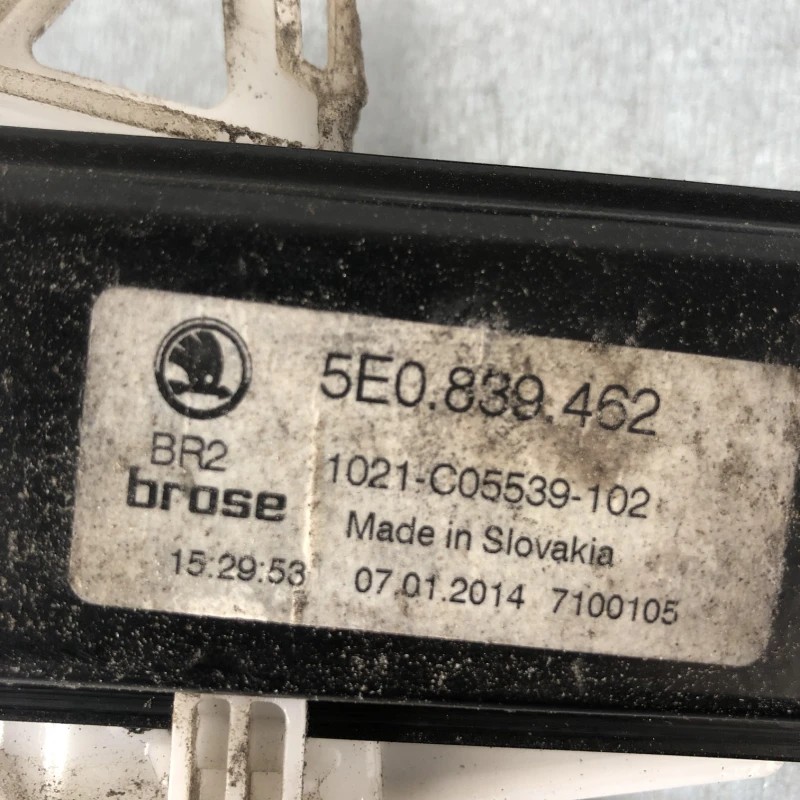 5E0.839.462
BR2
brose
1021-C05539-102
Made in Slovakia
15:29:53 07.01.2014 7100105